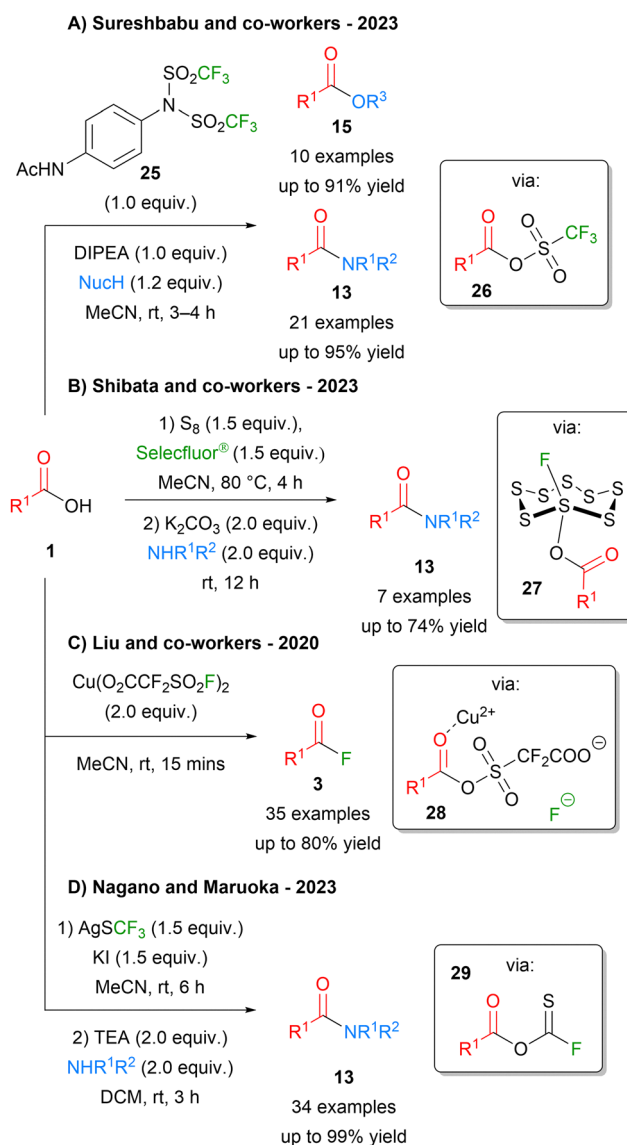 A) Sureshbabu and co-workers - 2023
SO₂CF₃
N
SO₂CF₃
AcHN
25
(1.0 equiv.)
DIPEA (1.0 equiv.)
NucH (1.2 equiv.)
MeCN, rt, 3–4 h
O
R¹
OR³
15
10 examples
up to 91% yield
O
R¹
NR¹R²
13
21 examples
up to 95% yield
via:
O
O
R¹
O
S
CF₃
O
26
B) Shibata and co-workers - 2023
O
R¹
OH
1
1) S₈ (1.5 equiv.),
Selecfluor® (1.5 equiv.)
MeCN, 80 °C, 4 h
2) K₂CO₃ (2.0 equiv.)
NHR¹R² (2.0 equiv.)
rt, 12 h
O
R¹
NR¹R²
13
7 examples
up to 74% yield
via:
F
S
S
S
S
S
S
S
S
O
O
R¹
27
C) Liu and co-workers - 2020
Cu(O₂CCF₂SO₂F)₂
(2.0 equiv.)
MeCN, rt, 15 mins
O
R¹
F
3
35 examples
up to 80% yield
via:
Cu²⁺
O
O
R¹
O
S
CF₂COO⊖
O
F⊖
28
D) Nagano and Maruoka - 2023
1) AgSCF₃ (1.5 equiv.)
KI (1.5 equiv.)
MeCN, rt, 6 h
2) TEA (2.0 equiv.)
NHR¹R² (2.0 equiv.)
DCM, rt, 3 h
O
R¹
NR¹R²
13
34 examples
up to 99% yield
29
via:
O
S
R¹
O
F